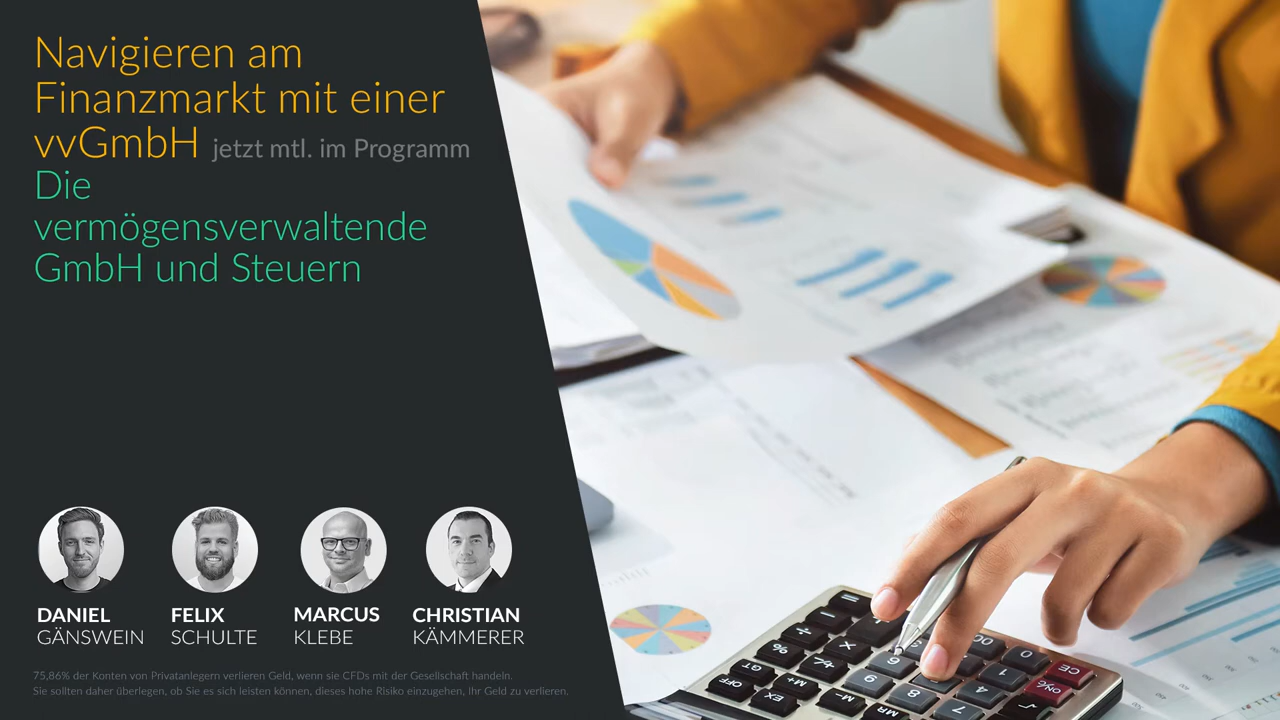 Navigieren am
Finanzmarkt mit einer
vvGmbH jetzt mtl. im Programm
Die
vermögensverwaltende
GmbH und Steuern
DANIEL
GÄNSWEIN
FELIX
SCHULTE
MARCUS
KLEBE
CHRISTIAN
KÄMMERER
75,86% der Konten von Privatanlegern verlieren Geld, wenn sie CFDs mit der Gesellschaft handeln.
Sie sollten daher überlegen, ob Sie es sich leisten können, dieses hohe Risiko einzugehen, Ihr Geld zu verlieren.